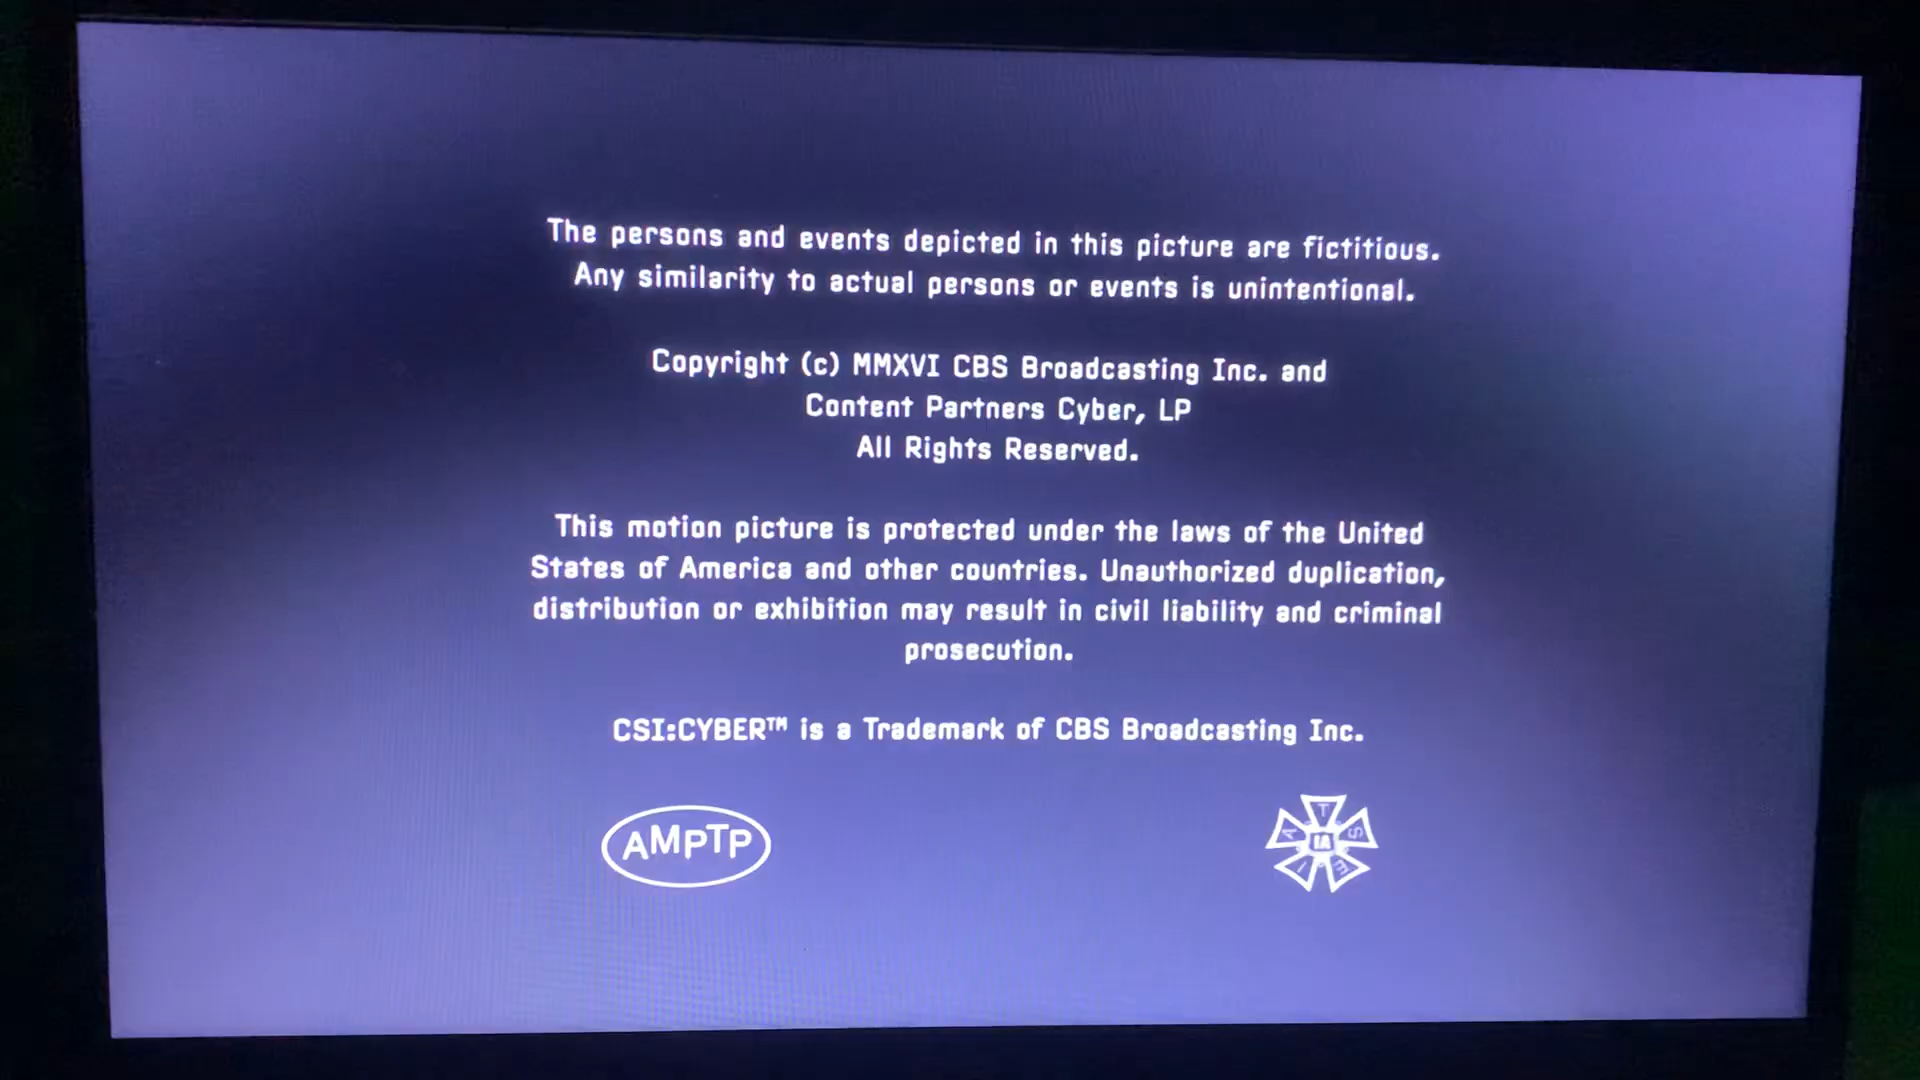 The persons and events depicted in this picture are fictitious.
Any similarity to actual persons or events is unintentional.
Copyright (c) MMXVI CBS Broadcasting Inc. and
Content Partners Cyber, LP
All Rights Reserved.
This motion picture is protected under the laws of the United
States of America and other countries. Unauthorized duplication,
distribution or exhibition may result in civil liability and criminal
prosecution.
CSI:CYBER™ is a Trademark of CBS Broadcasting Inc.
AMPTP
I A T S E
IA